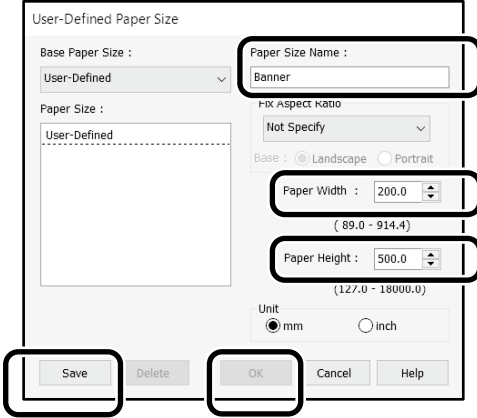 User-Defined Paper Size
Base Paper Size :
User-Defined
Paper Size :
User-Defined
Paper Size Name :
Banner
Fix Aspect Ratio
Not Specify
Base : Landscape Portrait
Paper Width : 200.0
( 89.0 - 914.4)
Paper Height : 500.0
(127.0 - 18000.0)
Unit
mm inch
Save Delete OK Cancel Help